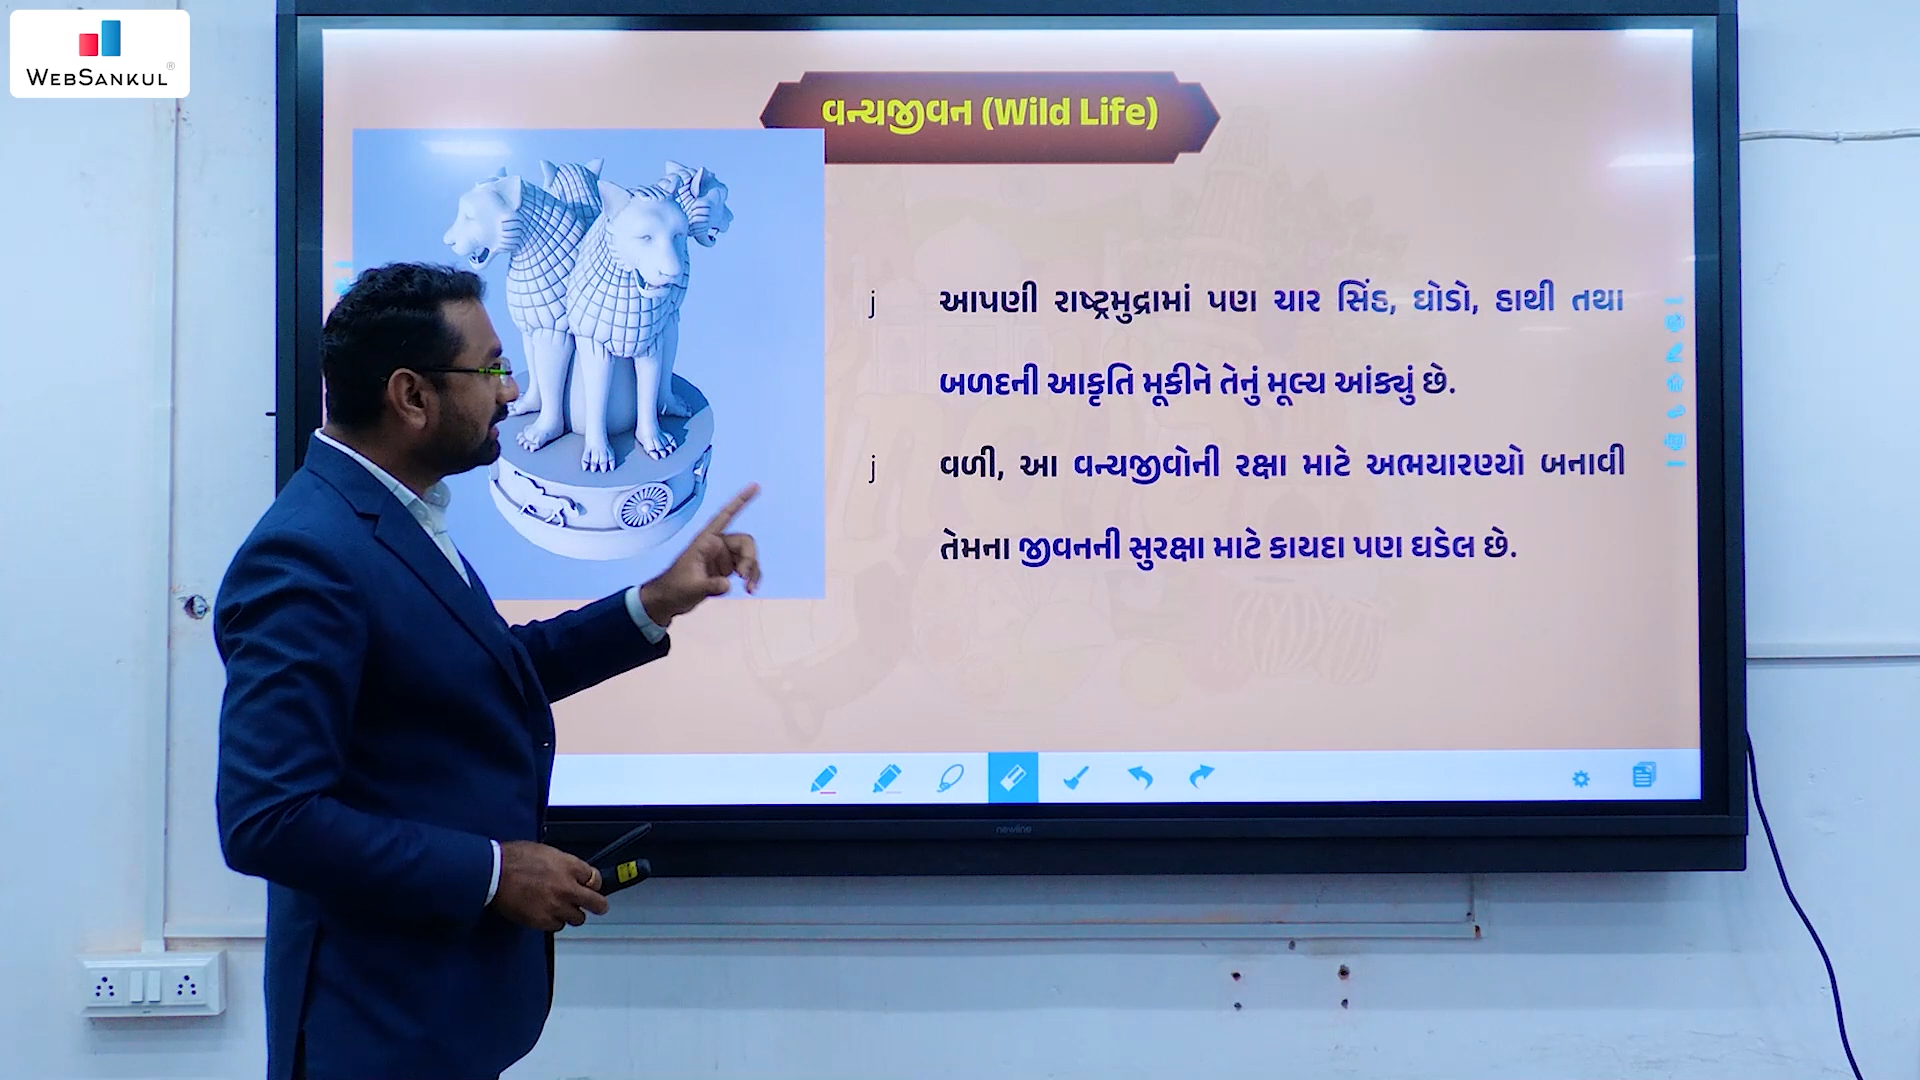 WEBSANKUL®
વન્યજીવન (Wild Life)
j આપણી રાષ્ટ્રમુદ્રામાં પણ ચાર સિંહ, ઘોડો, હાથી તથા
બળદની આકૃતિ મૂકીને તેનું મૂલ્ય આંક્યું છે.
j વળી, આ વન્યજીવોની રક્ષા માટે અભયારણ્યો બનાવી
તેમના જીવનની સુરક્ષા માટે કાયદા પણ ઘડેલ છે.
newline